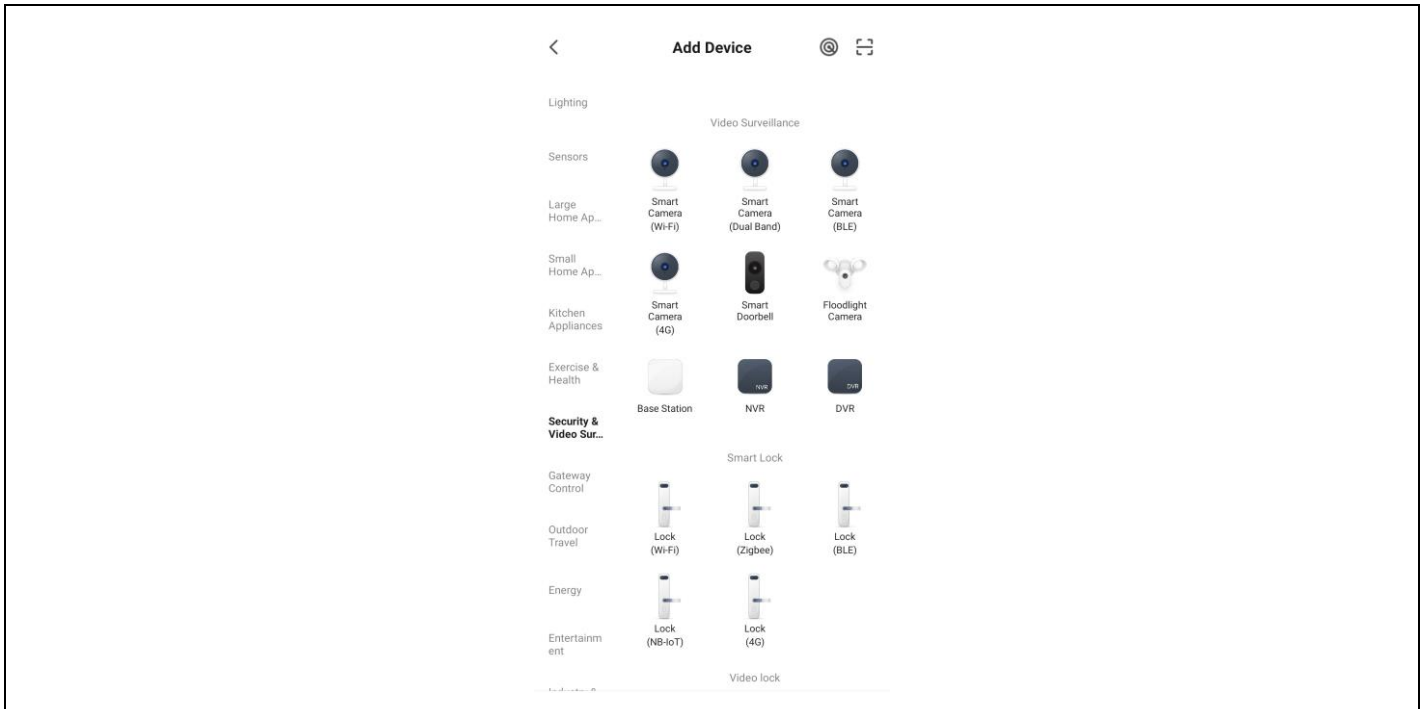 Add Device
Lighting
Sensors
Large
Home Ap...
Small
Home Ap...
Kitchen
Appliances
Exercise &
Health
Security &
Video Sur...
Gateway
Control
Outdoor
Travel
Energy
Entertainm
ent
Video Surveillance
Smart
Camera
(Wi-Fi)
Smart
Camera
(Dual Band)
Smart
Camera
(BLE)
Smart
Camera
(4G)
Smart
Doorbell
Floodlight
Camera
Base Station
NVR
NVR
DVR
DVR
Smart Lock
Lock
(Wi-Fi)
Lock
(Zigbee)
Lock
(BLE)
Lock
(NB-IoT)
Lock
(4G)
Video lock